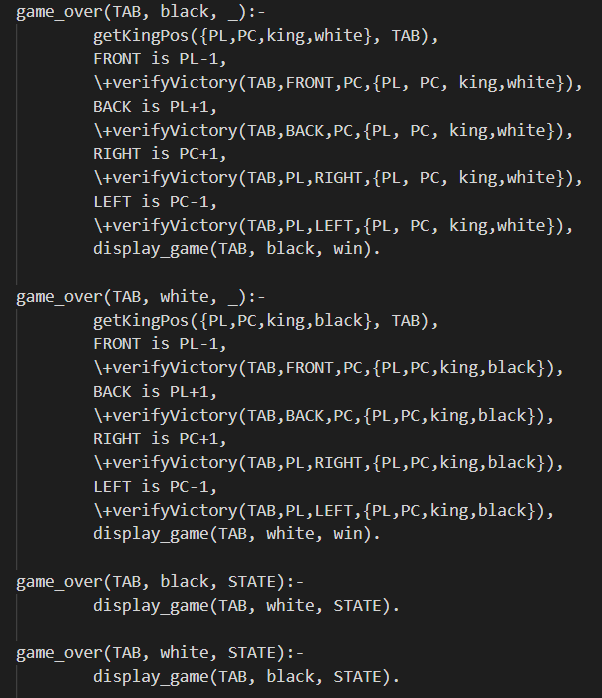 game_over(TAB, black, _):-
        getKingPos({PL,PC,king,white}, TAB),
        FRONT is PL-1,
        \+verifyVictory(TAB,FRONT,PC,{PL, PC, king,white}),
        BACK is PL+1,
        \+verifyVictory(TAB,BACK,PC,{PL, PC, king,white}),
        RIGHT is PC+1,
        \+verifyVictory(TAB,PL,RIGHT,{PL, PC, king,white}),
        LEFT is PC-1,
        \+verifyVictory(TAB,PL,LEFT,{PL, PC, king,white}),
        display_game(TAB, black, win).

game_over(TAB, white, _):-
        getKingPos({PL,PC,king,black}, TAB),
        FRONT is PL-1,
        \+verifyVictory(TAB,FRONT,PC,{PL,PC,king,black}),
        BACK is PL+1,
        \+verifyVictory(TAB,BACK,PC,{PL,PC,king,black}),
        RIGHT is PC+1,
        \+verifyVictory(TAB,PL,RIGHT,{PL,PC,king,black}),
        LEFT is PC-1,
        \+verifyVictory(TAB,PL,LEFT,{PL,PC,king,black}),
        display_game(TAB, white, win).

game_over(TAB, black, STATE):-
        display_game(TAB, white, STATE).

game_over(TAB, white, STATE):-
        display_game(TAB, black, STATE).